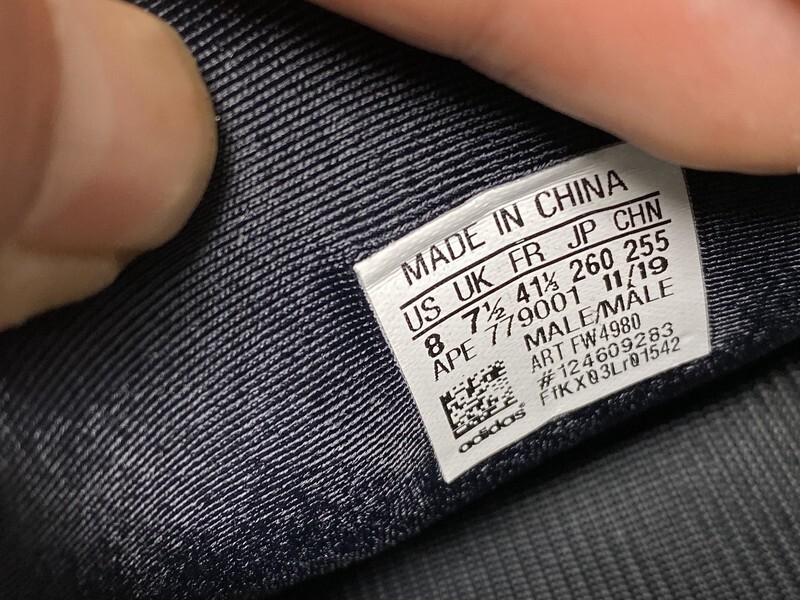 MADE IN CHINA
US UK FR JP CHN
8 7½ 41⅓ 260 255
APE 779001 11/19
MALE/MÂLE
ART FW4980
#124609283
F1KX03Lr01542
adidas